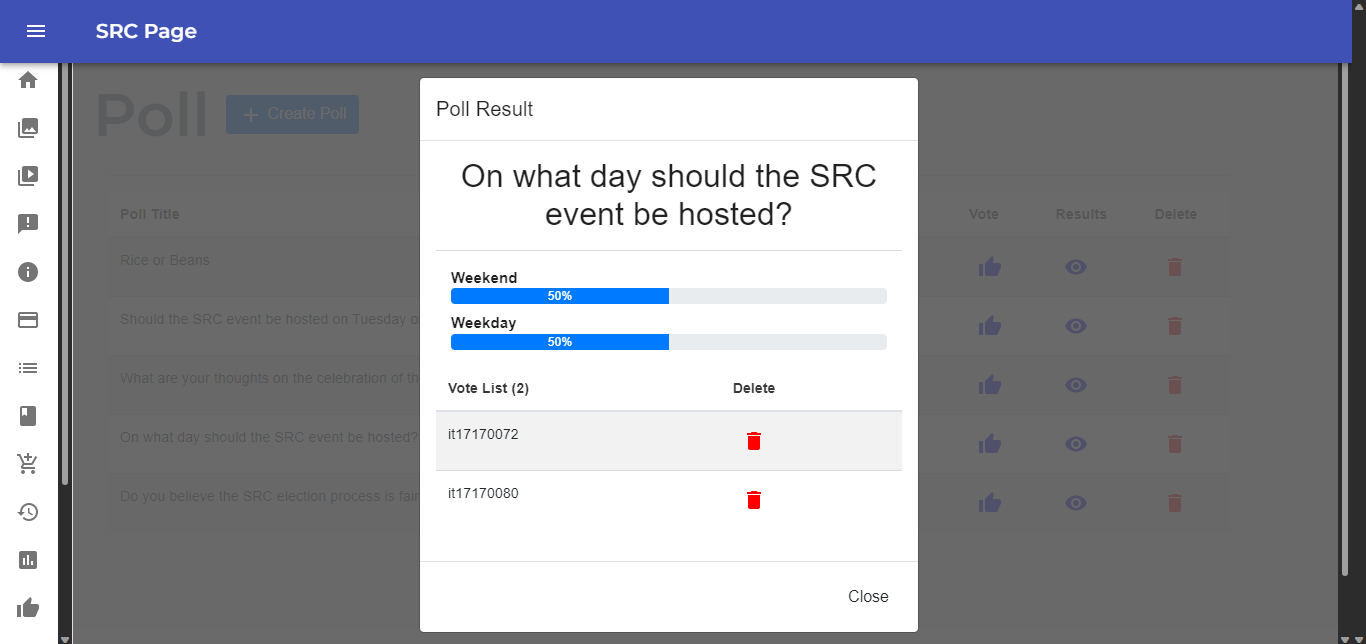 SRC Page
Poll
Create Poll
Poll Title
Vote
Results
Delete
Rice or Beans
Should the SRC event be hosted on Tuesday o
What are your thoughts on the celebration of th
On what day should the SRC event be hosted?
Do you believe the SRC election process is fair
Poll Result
On what day should the SRC
event be hosted?
Weekend
50%
Weekday
50%
Vote List (2)
Delete
it17170072
it17170080
Close